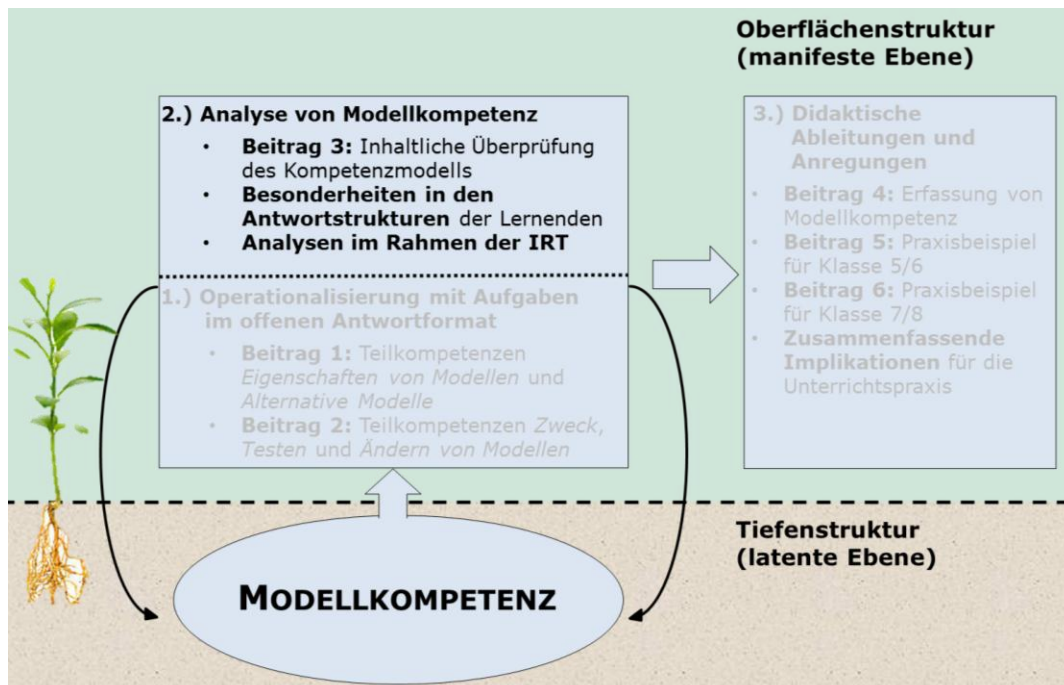 Oberflächenstruktur
(manifeste Ebene)
2.) Analyse von Modellkompetenz
• Beitrag 3: Inhaltliche Überprüfung
des Kompetenzmodells
• Besonderheiten in den
Antwortstrukturen der Lernenden
• Analysen im Rahmen der IRT
1.) Operationalisierung mit Aufgaben
im offenen Antwortformat
• Beitrag 1: Teilkompetenzen
Eigenschaften von Modellen und
Alternative Modelle
• Beitrag 2: Teilkompetenzen Zweck,
Testen und Ändern von Modellen
3.) Didaktische
Ableitungen und
Anregungen
• Beitrag 4: Erfassung von
Modellkompetenz
• Beitrag 5: Praxisbeispiel
für Klasse 5/6
• Beitrag 6: Praxisbeispiel
für Klasse 7/8
• Zusammenfassende
Implikationen für die
Unterrichtspraxis
Tiefenstruktur
(latente Ebene)
MODELLKOMPETENZ